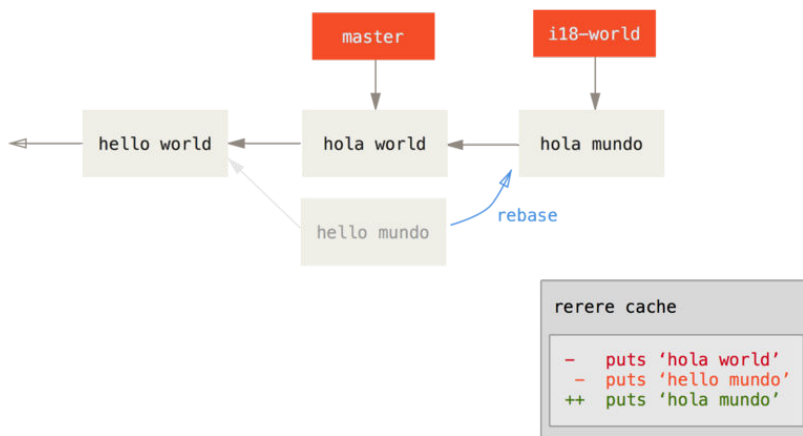 master
i18-world
hello world
hola world
hola mundo
hello mundo
rebase
rerere cache
-   puts ‘hola world’
 -  puts ‘hello mundo’
++  puts ‘hola mundo’